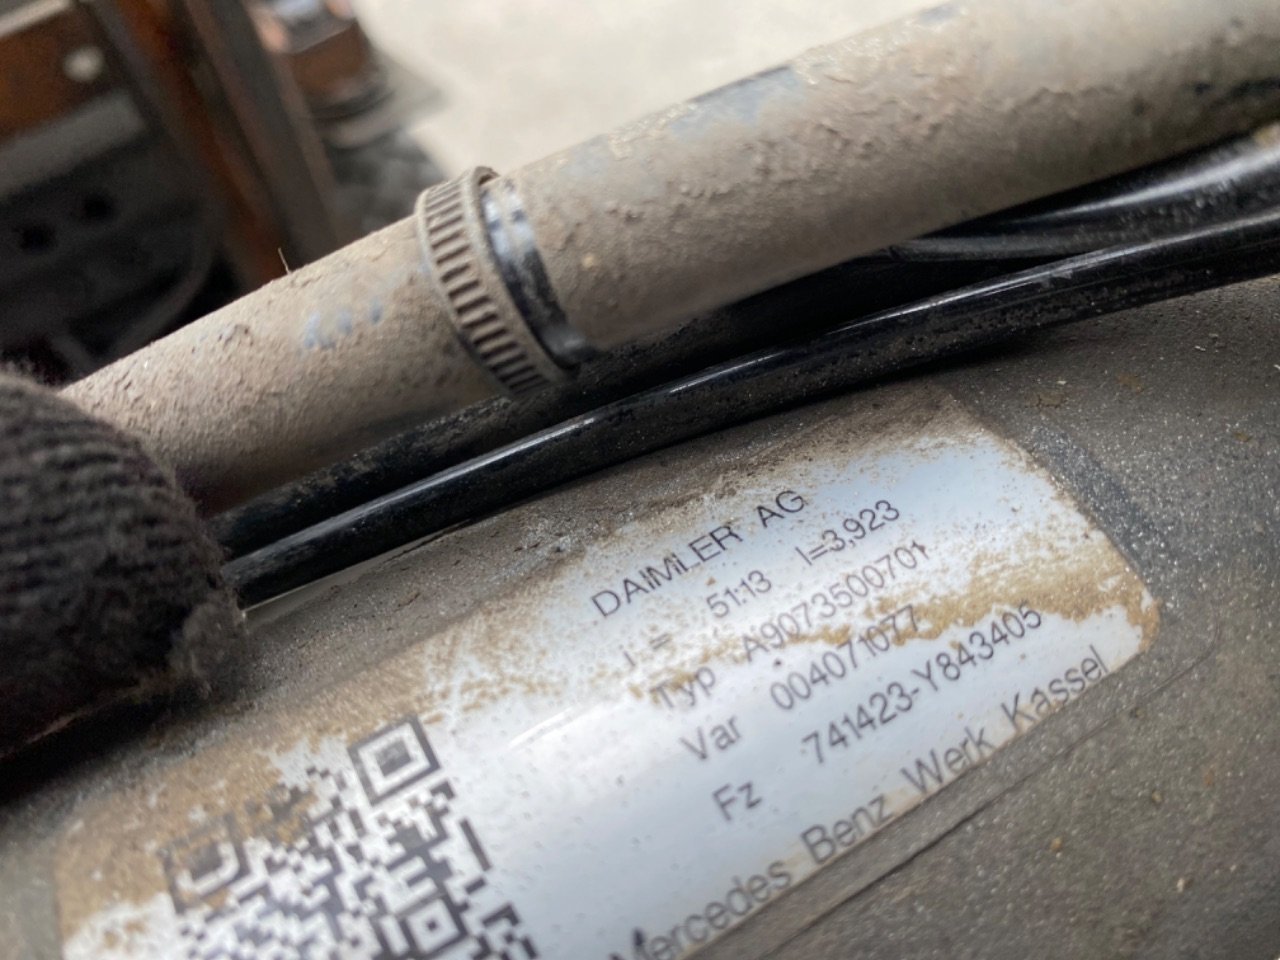 DAIMLER AG
i = 51:13 I=3,923
Typ A9073500701
Var 004071077
Fz 741423-Y843405
Mercedes Benz Werk Kassel